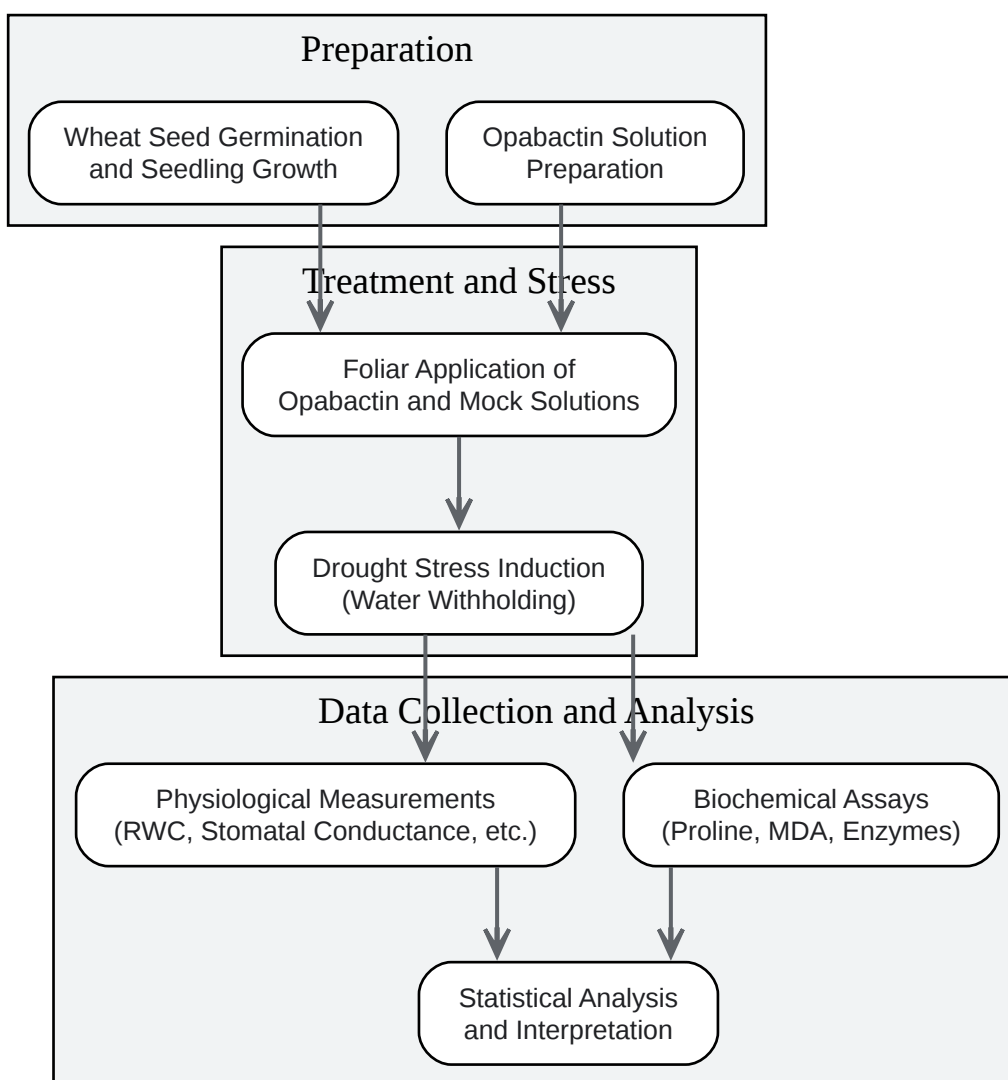 Preparation
Wheat Seed Germination
and Seedling Growth
Opabactin Solution
Preparation
Treatment and Stress
Foliar Application of
Opabactin and Mock Solutions
Drought Stress Induction
(Water Withholding)
Data Collection and Analysis
Physiological Measurements
(RWC, Stomatal Conductance, etc.)
Biochemical Assays
(Proline, MDA, Enzymes)
Statistical Analysis
and Interpretation